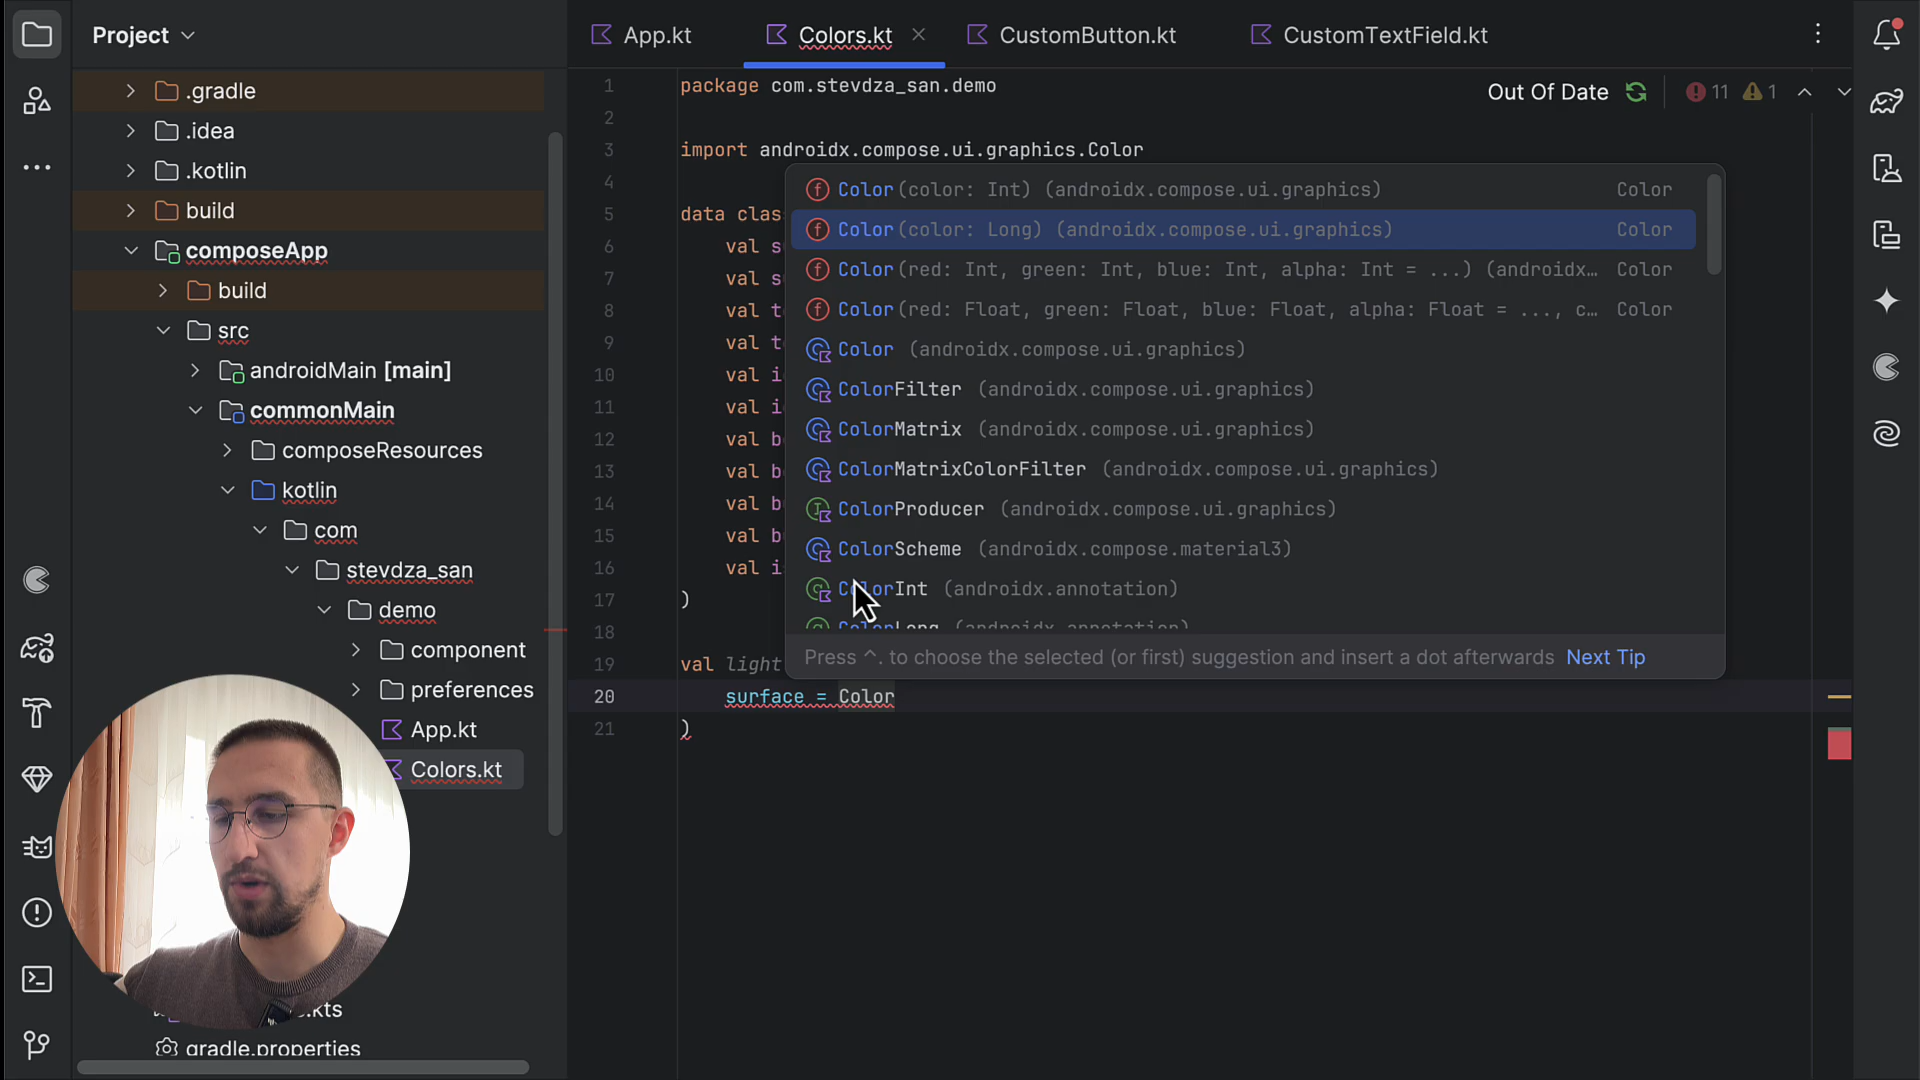 Project
App.kt
Colors.kt
CustomButton.kt
CustomTextField.kt
.gradle
.idea
.kotlin
build
composeApp
build
src
androidMain [main]
commonMain
composeResources
kotlin
com
stevdza_san
demo
component
preferences
App.kt
Colors.kt
.kts
gradle.properties
Out Of Date
11
1
1 package com.stevdza_san.demo
2
3 import androidx.compose.ui.graphics.Color
4
5 data clas
6 val s
7 val s
8 val t
9 val t
10 val i
11 val i
12 val b
13 val b
14 val b
15 val b
16 val i
17 )
18
19 val light
20 surface = Color
21 )
Color(color: Int) (androidx.compose.ui.graphics) Color
Color(color: Long) (androidx.compose.ui.graphics) Color
Color(red: Int, green: Int, blue: Int, alpha: Int = ...) (androidx… Color
Color(red: Float, green: Float, blue: Float, alpha: Float = ..., c… Color
Color (androidx.compose.ui.graphics)
ColorFilter (androidx.compose.ui.graphics)
ColorMatrix (androidx.compose.ui.graphics)
ColorMatrixColorFilter (androidx.compose.ui.graphics)
ColorProducer (androidx.compose.ui.graphics)
ColorScheme (androidx.compose.material3)
ColorInt (androidx.annotation)
ColorLong (androidx.annotation)
Press ^. to choose the selected (or first) suggestion and insert a dot afterwards Next Tip